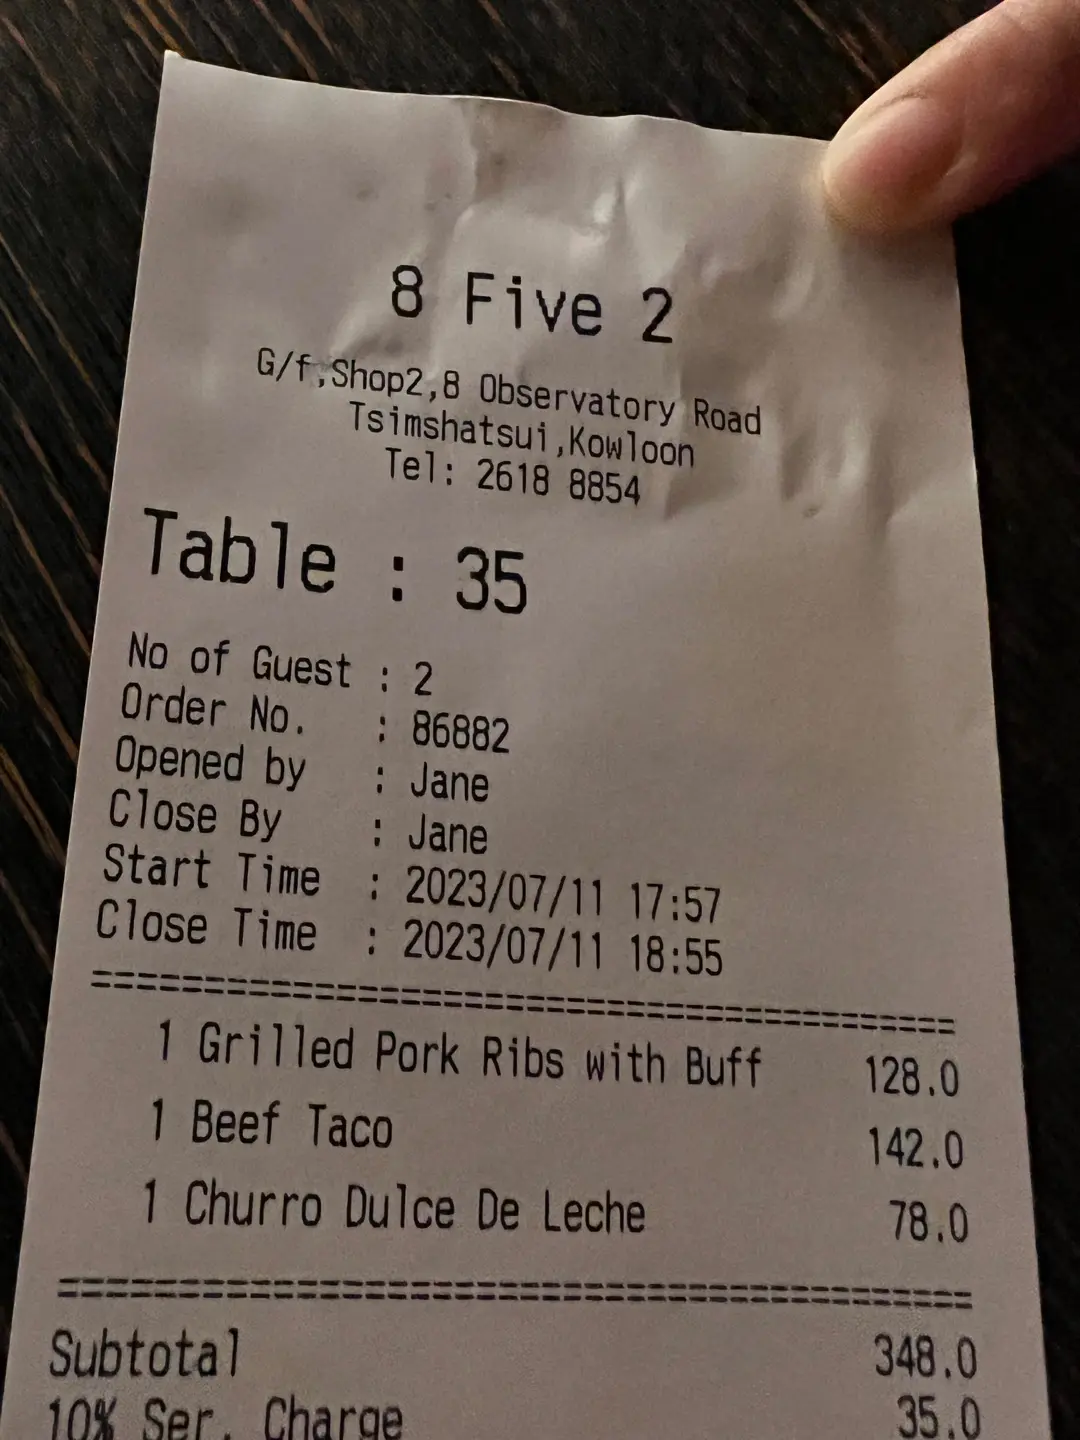 8 Five 2
G/f,Shop2,8 Observatory Road
Tsimshatsui,Kowloon
Tel: 2618 8854
Table : 35
No of Guest : 2
Order No. : 86882
Opened by : Jane
Close By : Jane
Start Time : 2023/07/11 17:57
Close Time : 2023/07/11 18:55
1 Grilled Pork Ribs with Buff 128.0
1 Beef Taco 142.0
1 Churro Dulce De Leche 78.0
Subtotal 348.0
10% Ser. Charge 35.0